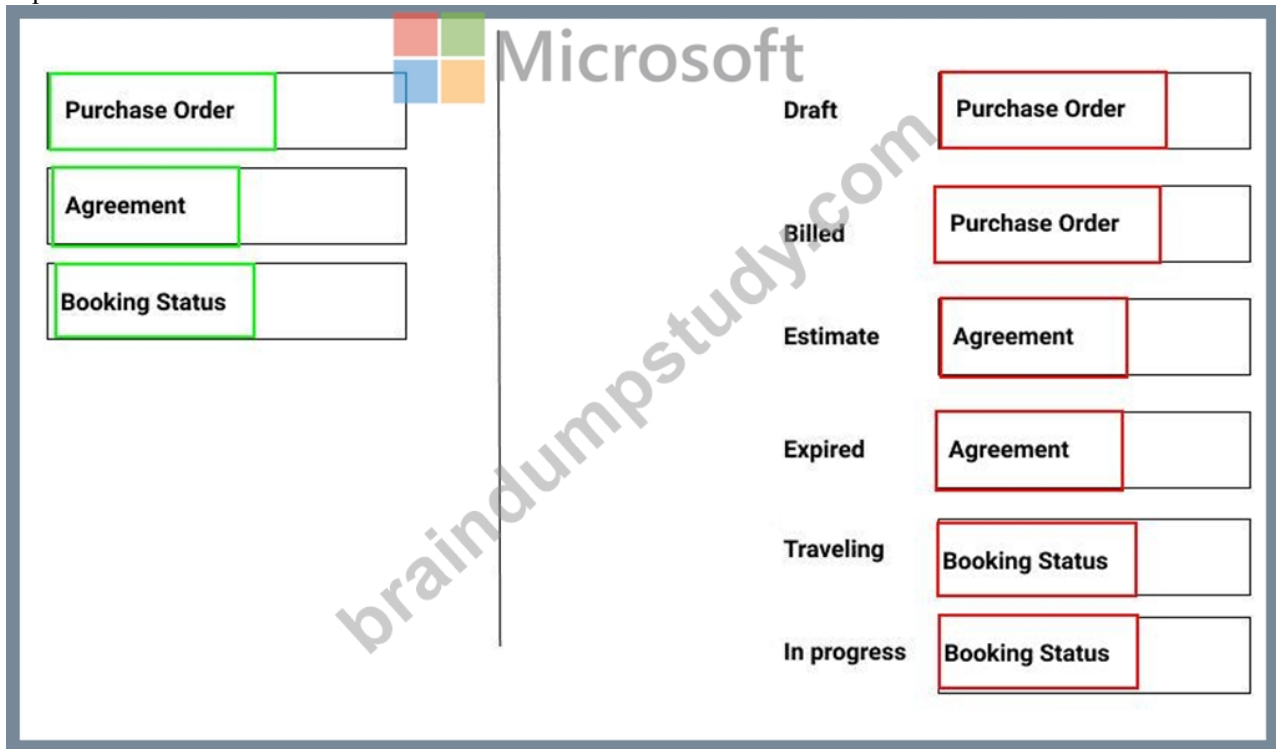 Microsoft
Purchase Order
Agreement
Booking Status
Draft Purchase Order
Billed Purchase Order
Estimate Agreement
Expired Agreement
Traveling Booking Status
In progress Booking Status
braindumpstudy.com